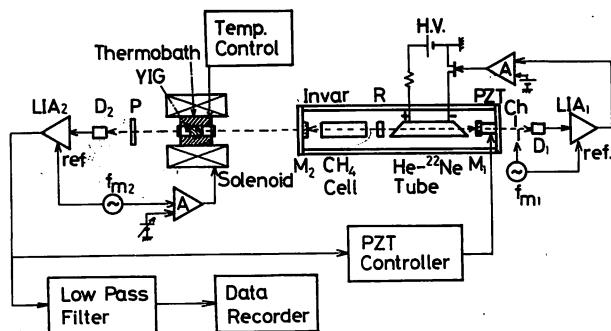 Temp.
Control
H.V.
Thermobath
YIG
LIA2
D2
P
Invar
R
PZT
Ch
LIA1
A
ref.
fm2
A
Solenoid
M2
CH4
Cell
He-22Ne
Tube
M1
D1
ref.
fm1
PZT
Controller
Low Pass
Filter
Data
Recorder